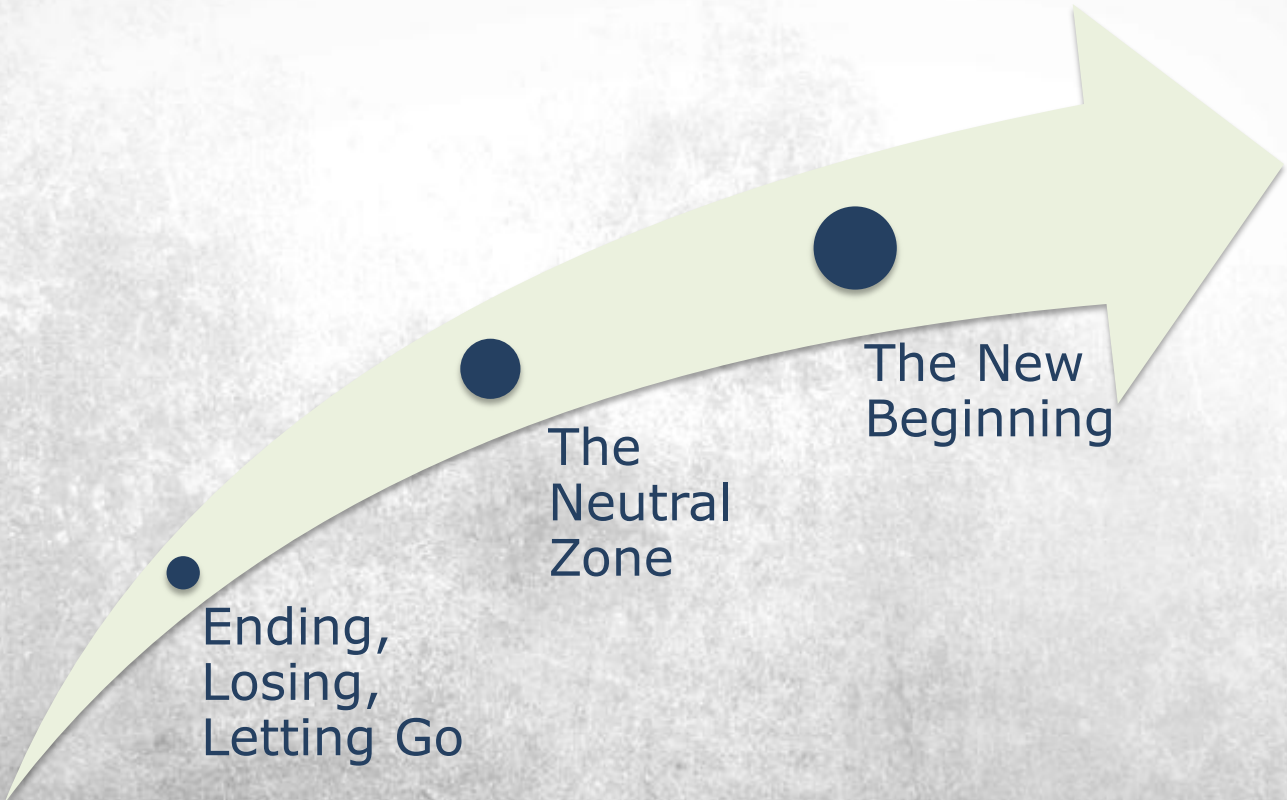 Ending,
Losing,
Letting Go
The
Neutral
Zone
The New
Beginning